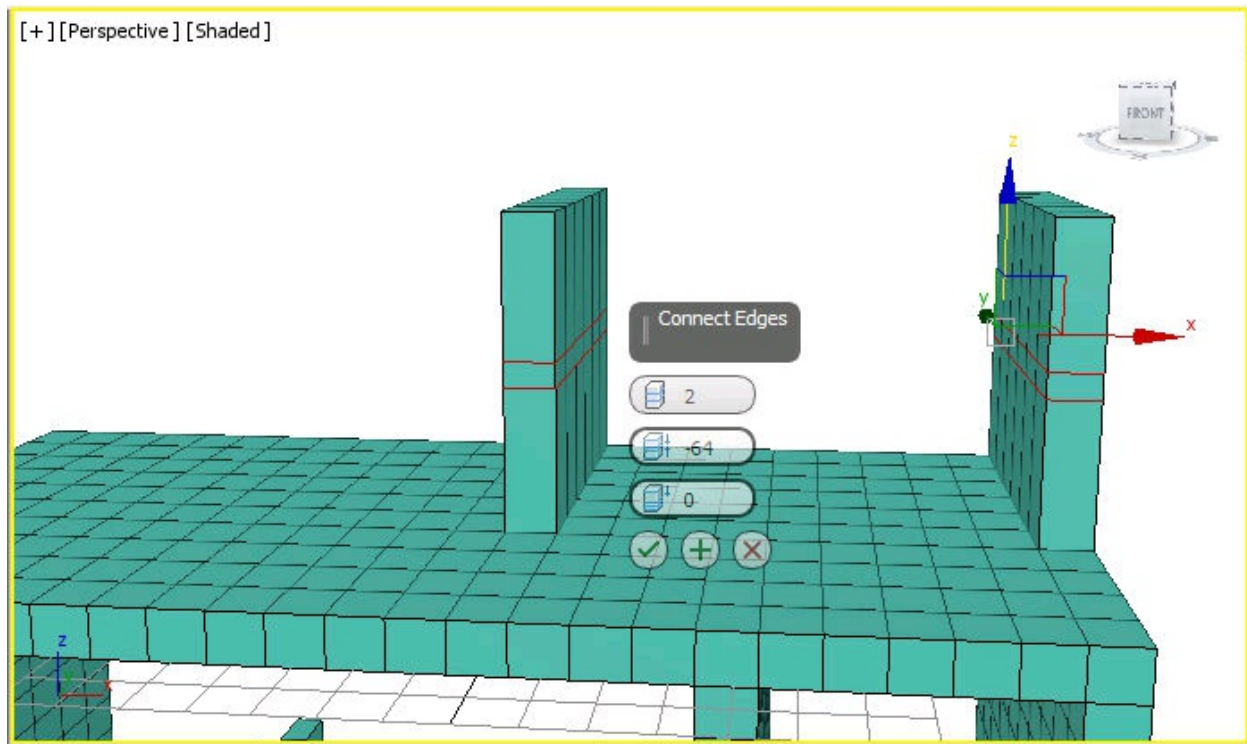 [+][Perspective][Shaded]
FRONT
z
y
x
Connect Edges
2
-64
0
z
x